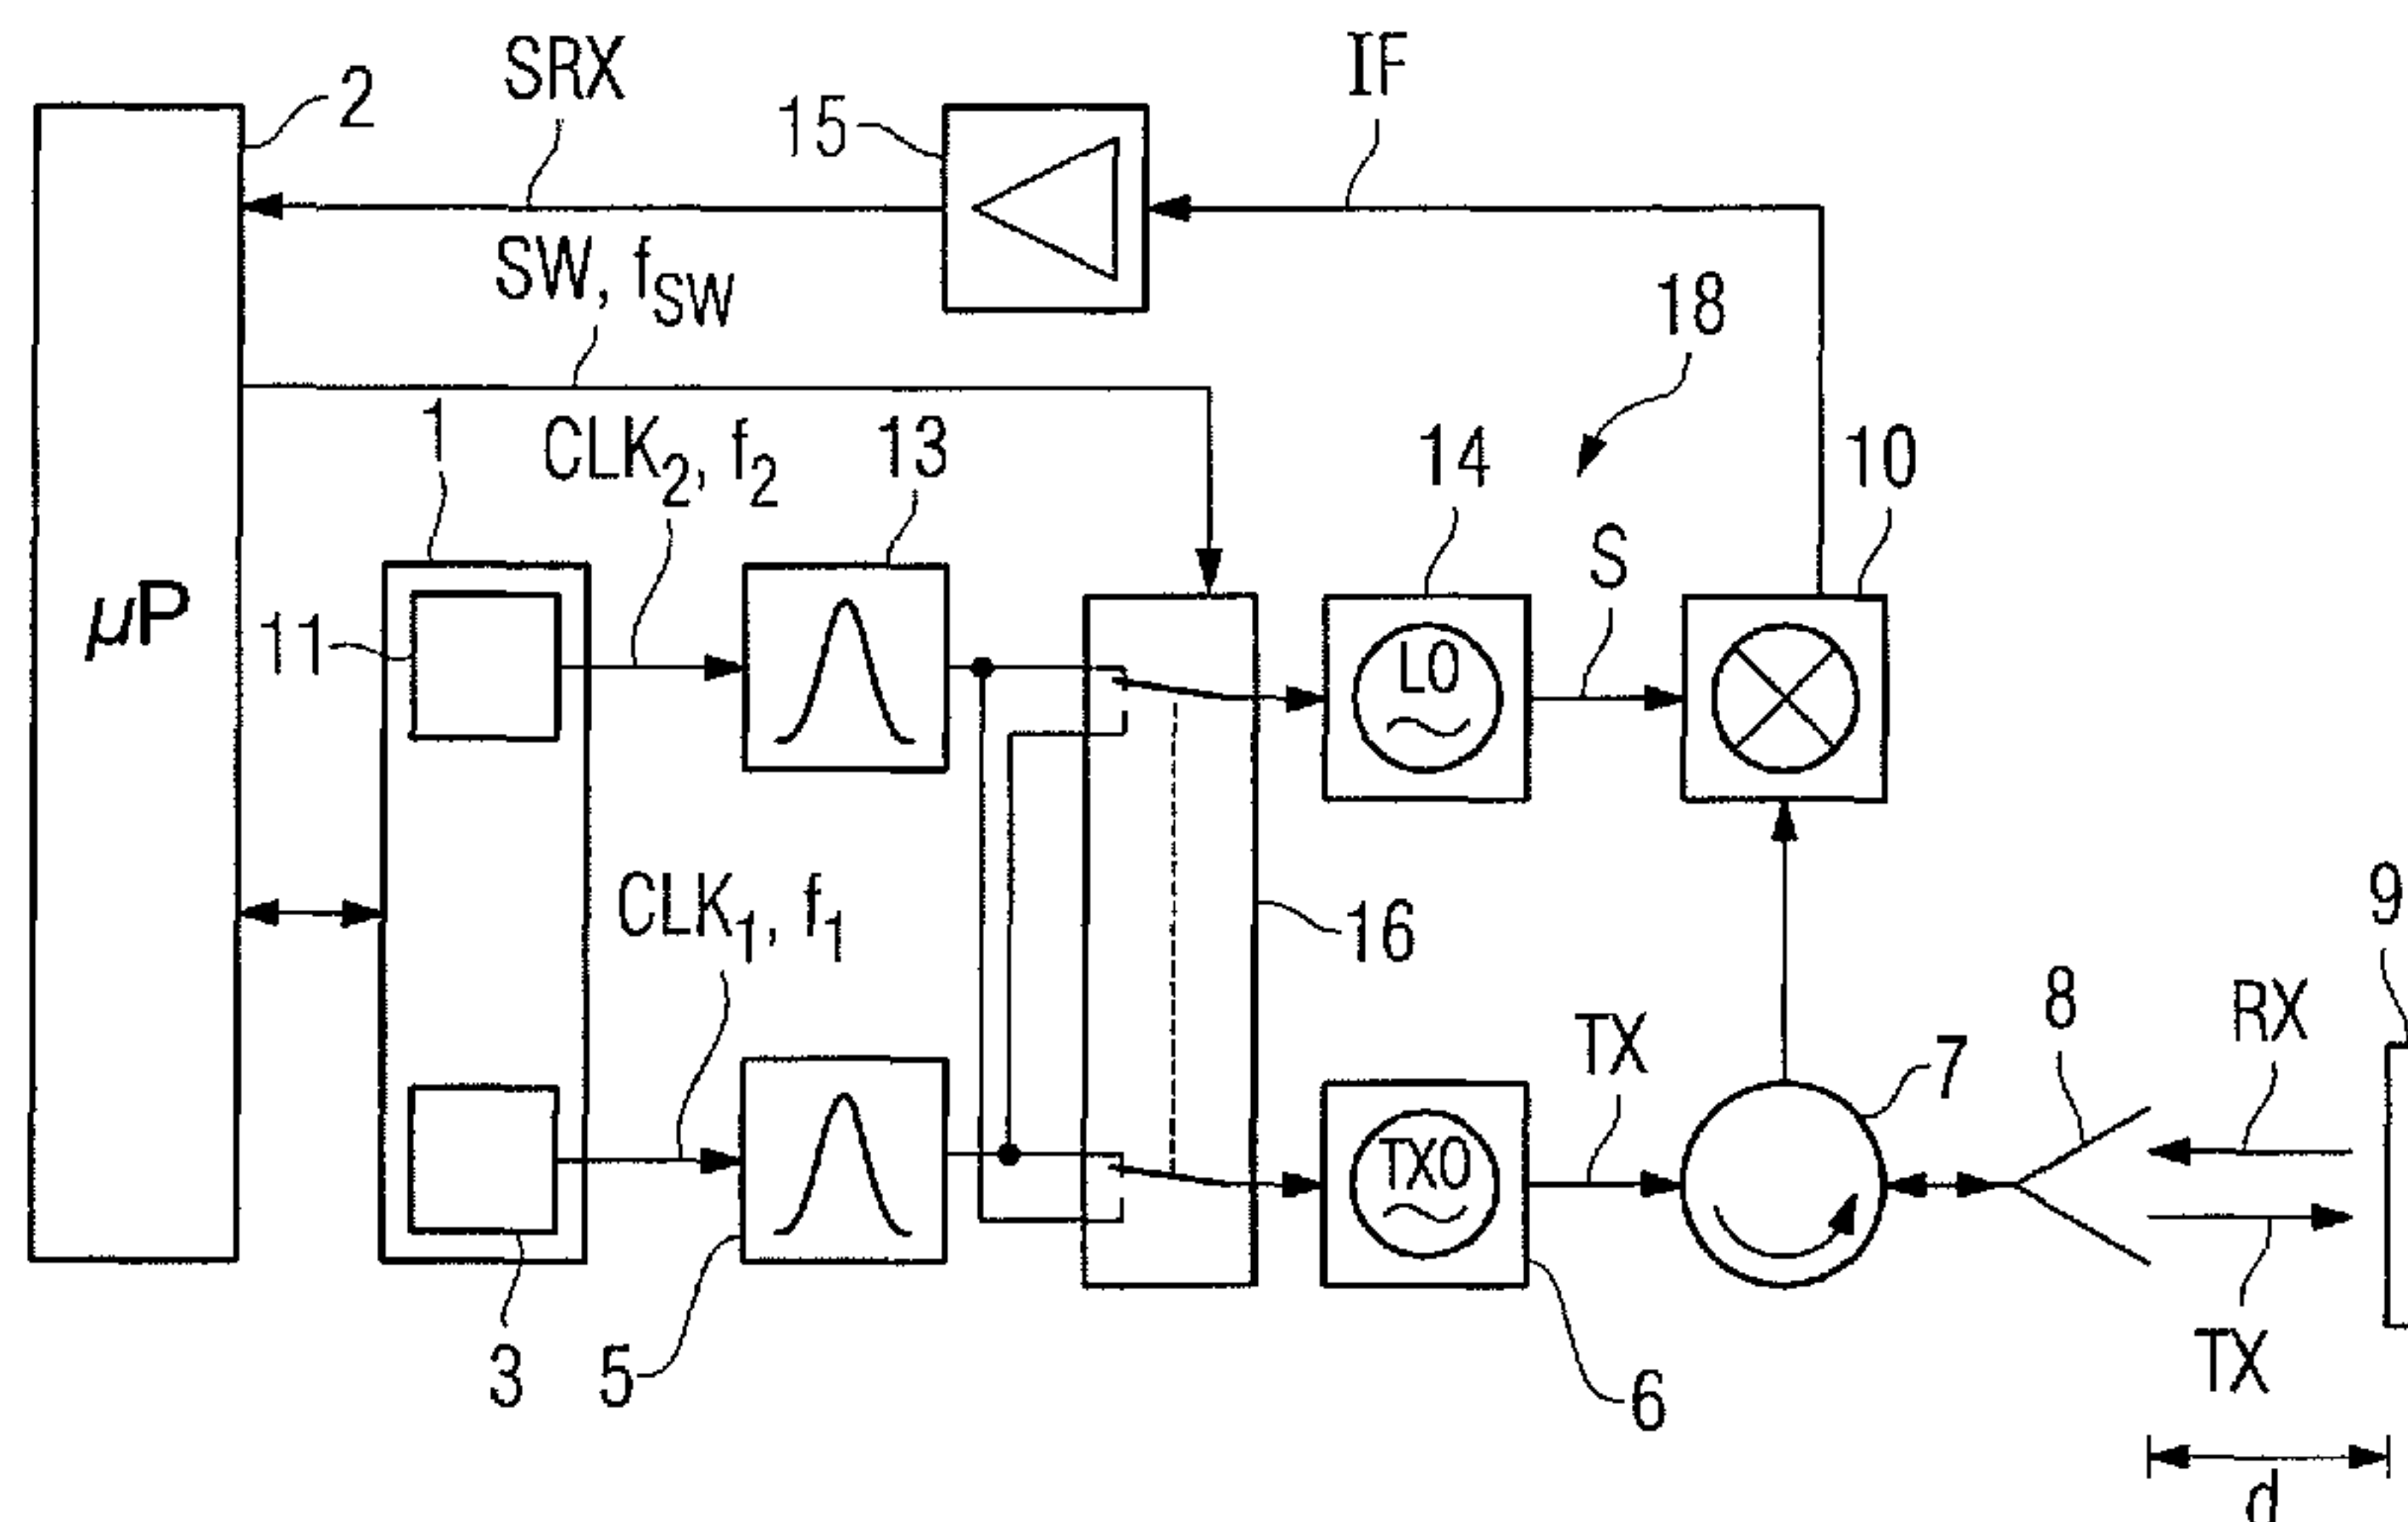 SRX
IF
2
15
SW, fSW
18
1
CLK2, f2
13
14
10
S
μP
11
LO
CLK1, f1
16
9
8
RX
TX
7
TXO
3
5
6
TX
d